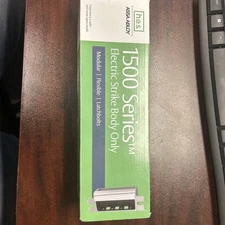 hes
ASSA ABLOY
1500 Series™
Electric Strike Body Only
Modular | Flexible | Latchbolts